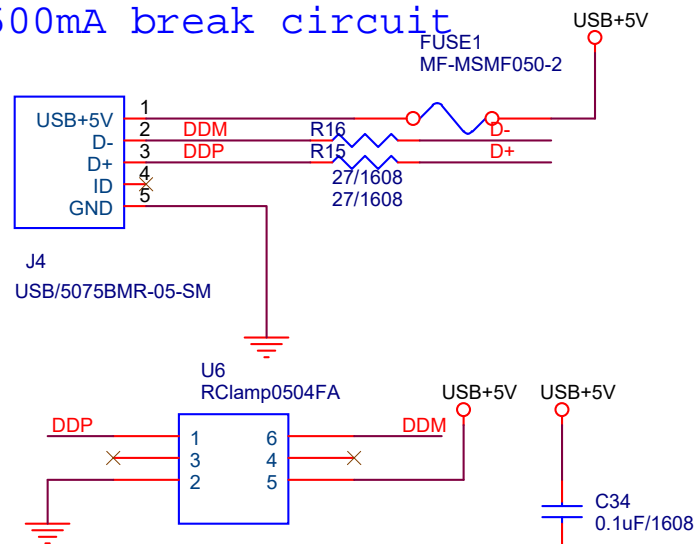 500mA break circuit
USB+5V
FUSE1
MF-MSMF050-2
USB+5V 1
D- 2 DDM R16 D-
D+ 3 DDP R15 D+
ID 4 27/1608
GND 5 27/1608
J4
USB/5075BMR-05-SM
U6
RClamp0504FA
USB+5V USB+5V
DDP 1 6 DDM
3 4
2 5
C34
0.1uF/1608